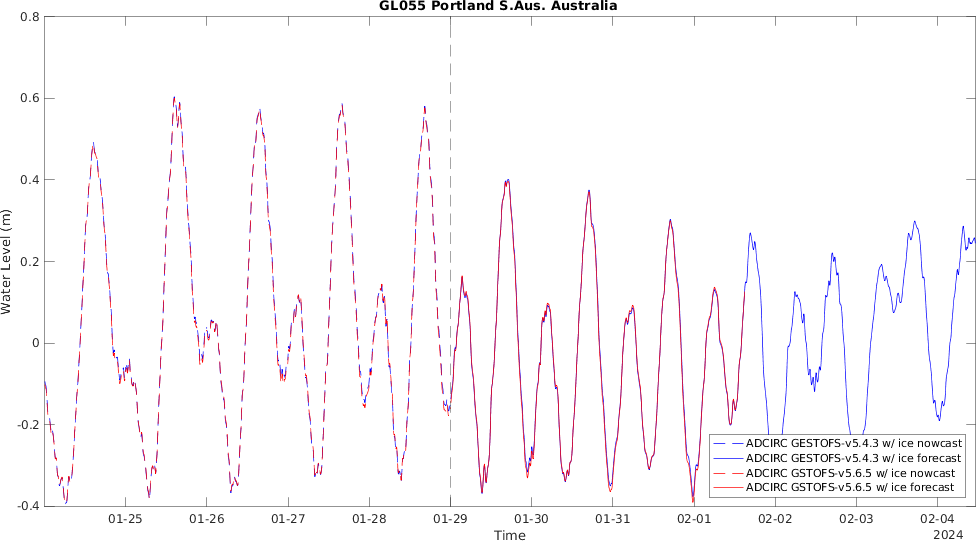 GL055 Portland S.Aus. Australia
Water Level (m)
0.8
0.6
0.4
0.2
0
-0.2
-0.4
ADCIRC GESTOFS-v5.4.3 w/ ice nowcast
ADCIRC GESTOFS-v5.4.3 w/ ice forecast
ADCIRC GSTOFS-v5.6.5 w/ ice nowcast
ADCIRC GSTOFS-v5.6.5 w/ ice forecast
01-25 01-26 01-27 01-28 01-29 01-30 01-31 02-01 02-02 02-03 02-04
Time
2024